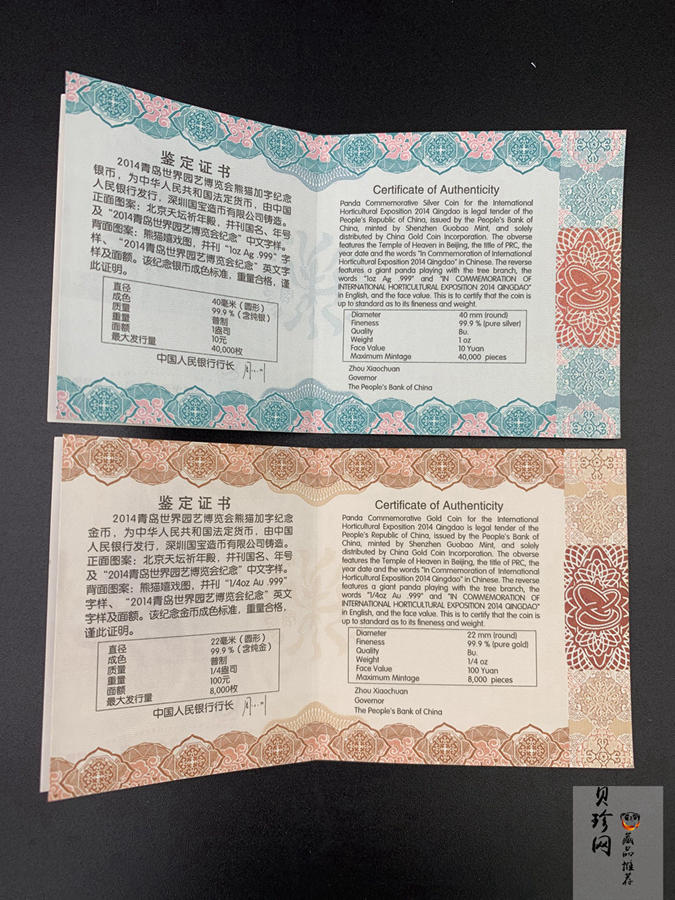 鉴定证书
2014青岛世界园艺博览会熊猫加字纪念
银币，为中华人民共和国法定货币，由中国
人民银行发行，深圳国宝造币有限公司铸造。
正面图案：北京天坛祈年殿，并刊国名、年号
及“2014青岛世界园艺博览会纪念”中文字样。
背面图案：熊猫嬉戏图，并刊“1oz Ag .999”字
样、“2014青岛世界园艺博览会纪念”英文字
样及面额。该纪念银币成色标准，重量合格，谨
此证明。
直径 40毫米（圆形）
成色 99.9％（含纯银）
质量 普制
重量 1盎司
面额 10元
最大发行量 40,000枚
中国人民银行行长
Certificate of Authenticity
Panda Commemorative Silver Coin for the International
Horticultural Exposition 2014 Qingdao is legal tender of the
People's Republic of China, issued by the People's Bank of
China, minted by Shenzhen Guobao Mint, and solely
distributed by China Gold Coin Incorporation. The obverse
features the Temple of Heaven in Beijing, the title of PRC, the
year date and the words "In Commemoration of International
Horticultural Exposition 2014 Qingdao" in Chinese. The reverse
features a giant panda playing with the tree branch, the
words "1oz Ag .999" and "IN COMMEMORATION OF
INTERNATIONAL HORTICULTURAL EXPOSITION 2014 QINGDAO"
in English, and the face value. This is to certify that the coin is
up to standard as to its fineness and weight.
Diameter 40 mm (round)
Fineness 99.9 % (pure silver)
Quality Bu.
Weight 1 oz
Face Value 10 Yuan
Maximum Mintage 40,000 pieces
Zhou Xiaochuan
Governor
The People's Bank of China
鉴定证书
2014青岛世界园艺博览会熊猫加字纪念
金币，为中华人民共和国法定货币，由中国
人民银行发行，深圳国宝造币有限公司铸造。
正面图案：北京天坛祈年殿，并刊国名、年号
及“2014青岛世界园艺博览会纪念”中文字样。
背面图案：熊猫嬉戏图，并刊“1/4oz Au .999”
字样、“2014青岛世界园艺博览会纪念”英文
字样及面额。该纪念金币成色标准，重量合格，
谨此证明。
直径 22毫米（圆形）
成色 99.9％（含纯金）
质量 普制
重量 1/4盎司
面额 100元
最大发行量 8,000枚
中国人民银行行长
Certificate of Authenticity
Panda Commemorative Gold Coin for the International
Horticultural Exposition 2014 Qingdao is legal tender of the
People's Republic of China, issued by the People's Bank of
China, minted by Shenzhen Guobao Mint, and solely
distributed by China Gold Coin Incorporation. The obverse
features the Temple of Heaven in Beijing, the title of PRC, the
year date and the words "In Commemoration of International
Horticultural Exposition 2014 Qingdao" in Chinese. The reverse
features a giant panda playing with the tree branch, the
words "1/4oz Au .999" and "IN COMMEMORATION OF
INTERNATIONAL HORTICULTURAL EXPOSITION 2014 QINGDAO"
in English, and the face value. This is to certify that the coin is
up to standard as to its fineness and weight.
Diameter 22 mm (round)
Fineness 99.9 % (pure gold)
Quality Bu.
Weight 1/4 oz
Face Value 100 Yuan
Maximum Mintage 8,000 pieces
Zhou Xiaochuan
Governor
The People's Bank of China
贝珍网
藏品推荐